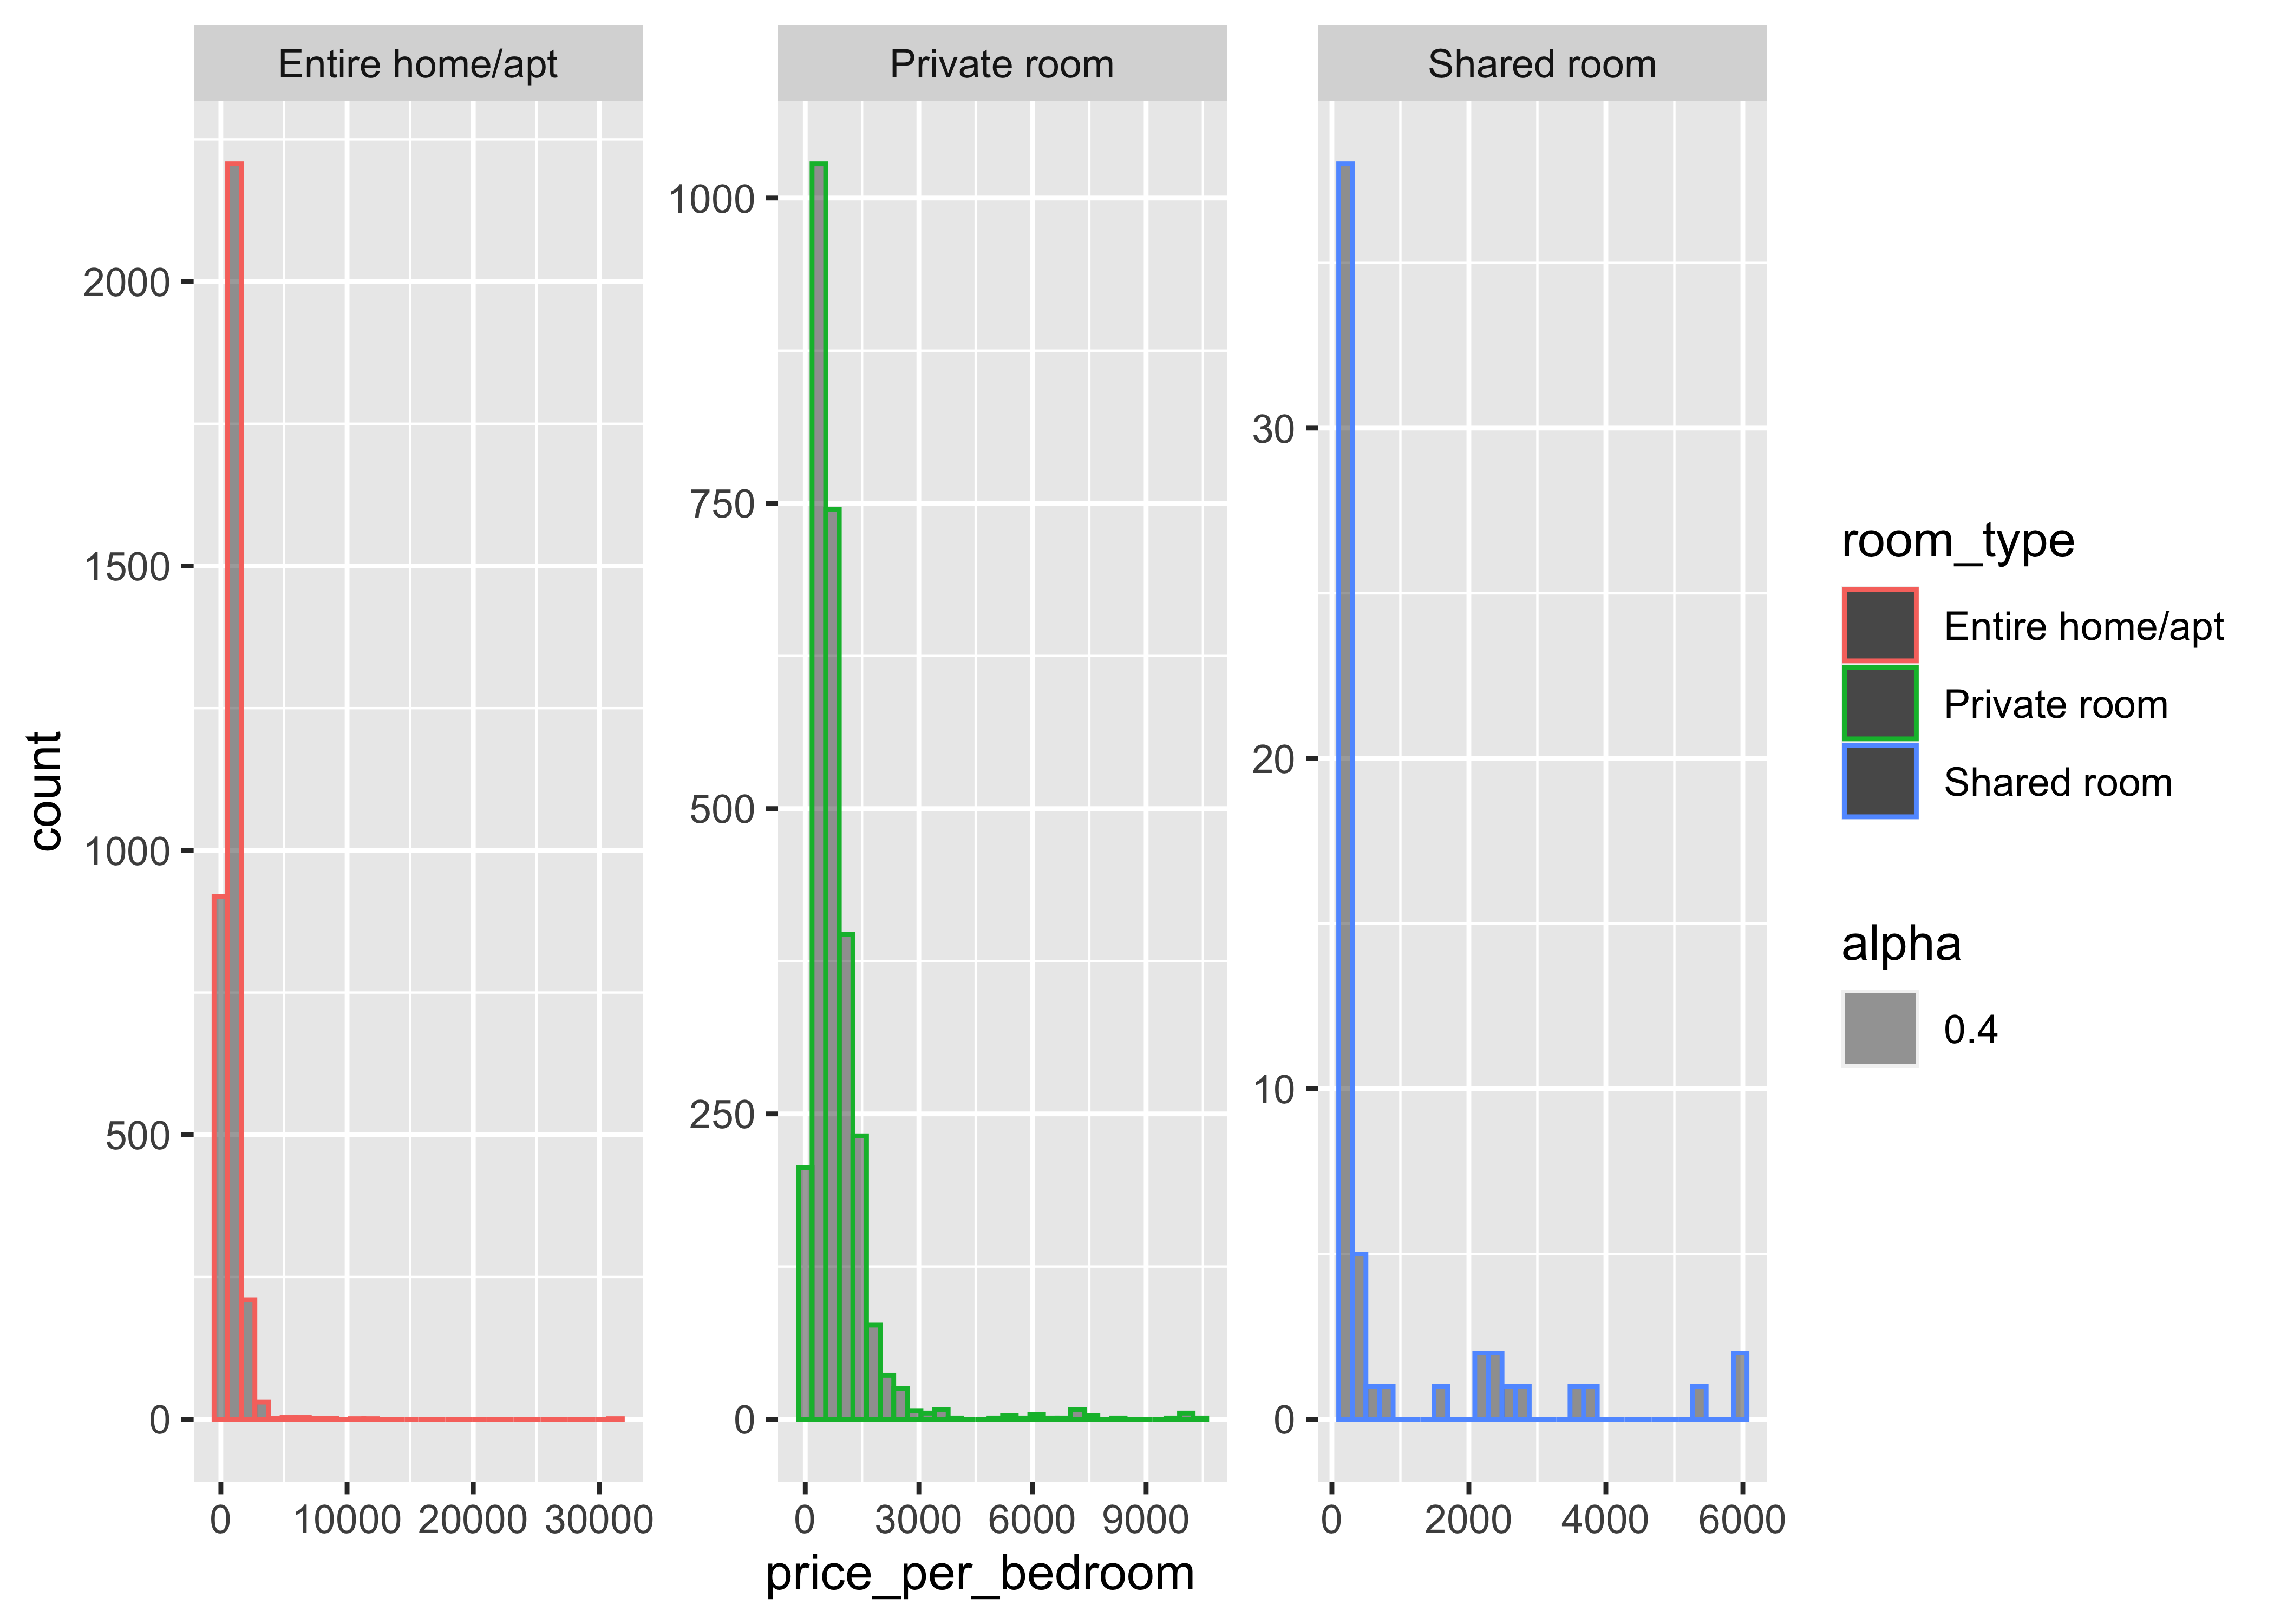 Entire home/apt
Private room
Shared room
count
2000
1500
1000
500
0
1000
750
500
250
0
30
20
10
0
0 10000 20000 30000
0 3000 6000 9000
0 2000 4000 6000
price_per_bedroom
room_type
Entire home/apt
Private room
Shared room
alpha
0.4